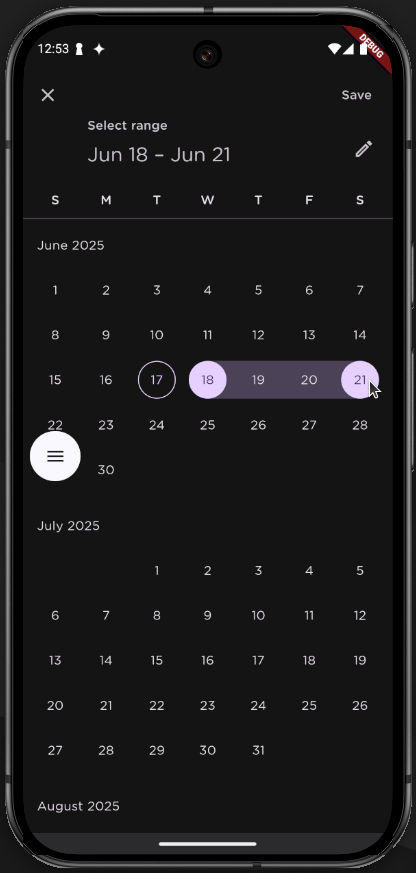 12:53
DEBUG
Save
Select range
Jun 18 – Jun 21
S M T W T F S
June 2025
1 2 3 4 5 6 7
8 9 10 11 12 13 14
15 16 17 18 19 20 21
22 23 24 25 26 27 28
30
July 2025
1 2 3 4 5
6 7 8 9 10 11 12
13 14 15 16 17 18 19
20 21 22 23 24 25 26
27 28 29 30 31
August 2025